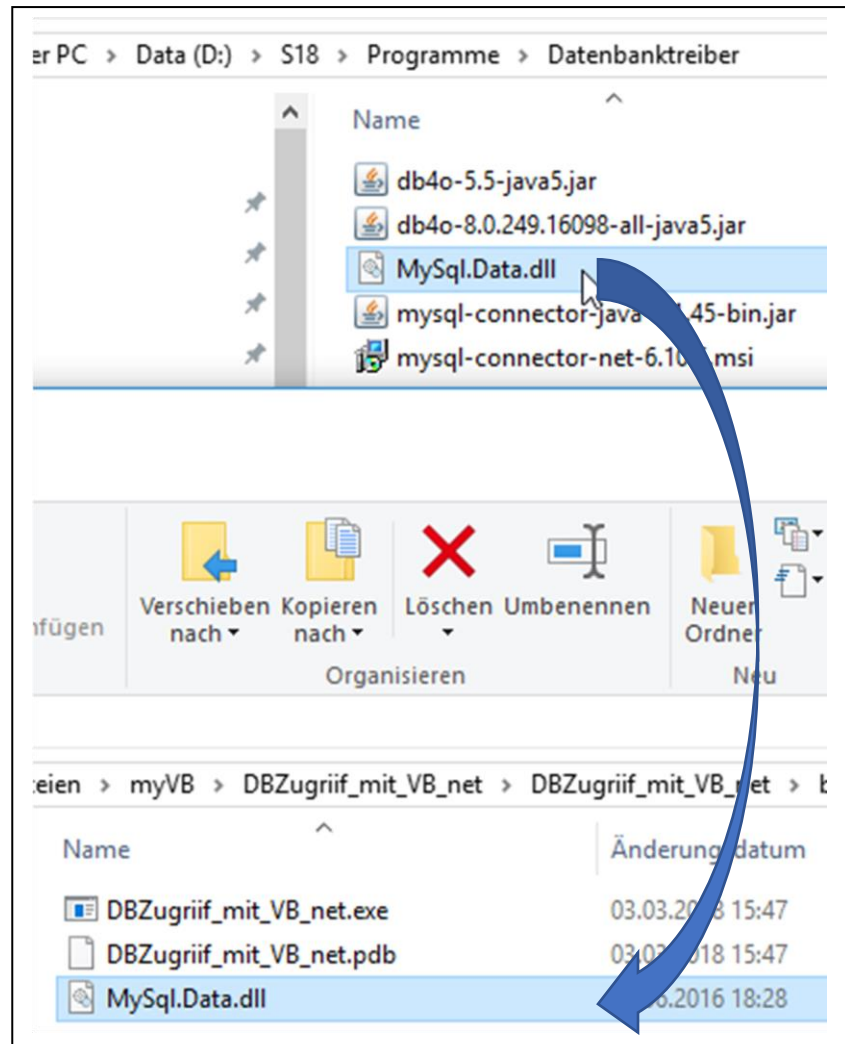 er PC > Data (D:) > S18 > Programme > Datenbanktreiber
Name
db4o-5.5-java5.jar
db4o-8.0.249.16098-all-java5.jar
MySql.Data.dll
mysql-connector-java 45-bin.jar
mysql-connector-net-6.10 .msi
nfügen
Verschieben nach
Kopieren nach
Löschen
Umbenennen
Neuer Ordner
Organisieren
Neu
eien > myVB > DBZugriif_mit_VB_net > DBZugriif_mit_VB_net > b
Name Änderungsdatum
DBZugriif_mit_VB_net.exe 03.03.2018 15:47
DBZugriif_mit_VB_net.pdb 03.03.2018 15:47
MySql.Data.dll 6.2016 18:28